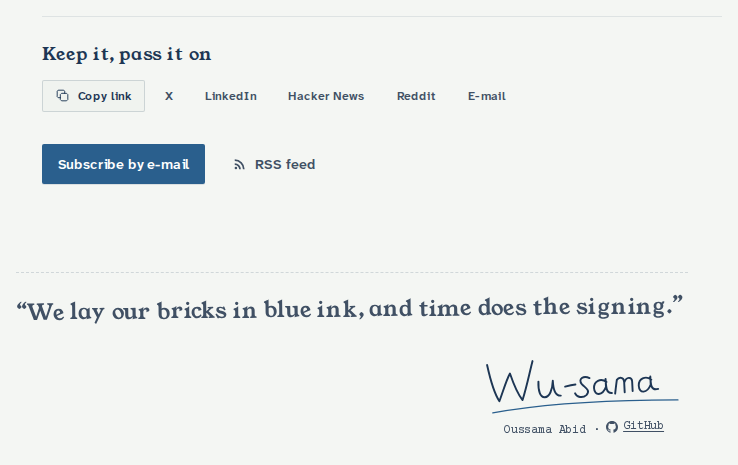 Keep it, pass it on
Copy link X LinkedIn Hacker News Reddit E-mail
Subscribe by e-mail RSS feed
“We lay our bricks in blue ink, and time does the signing.”
Wu-sama
Oussama Abid · GitHub